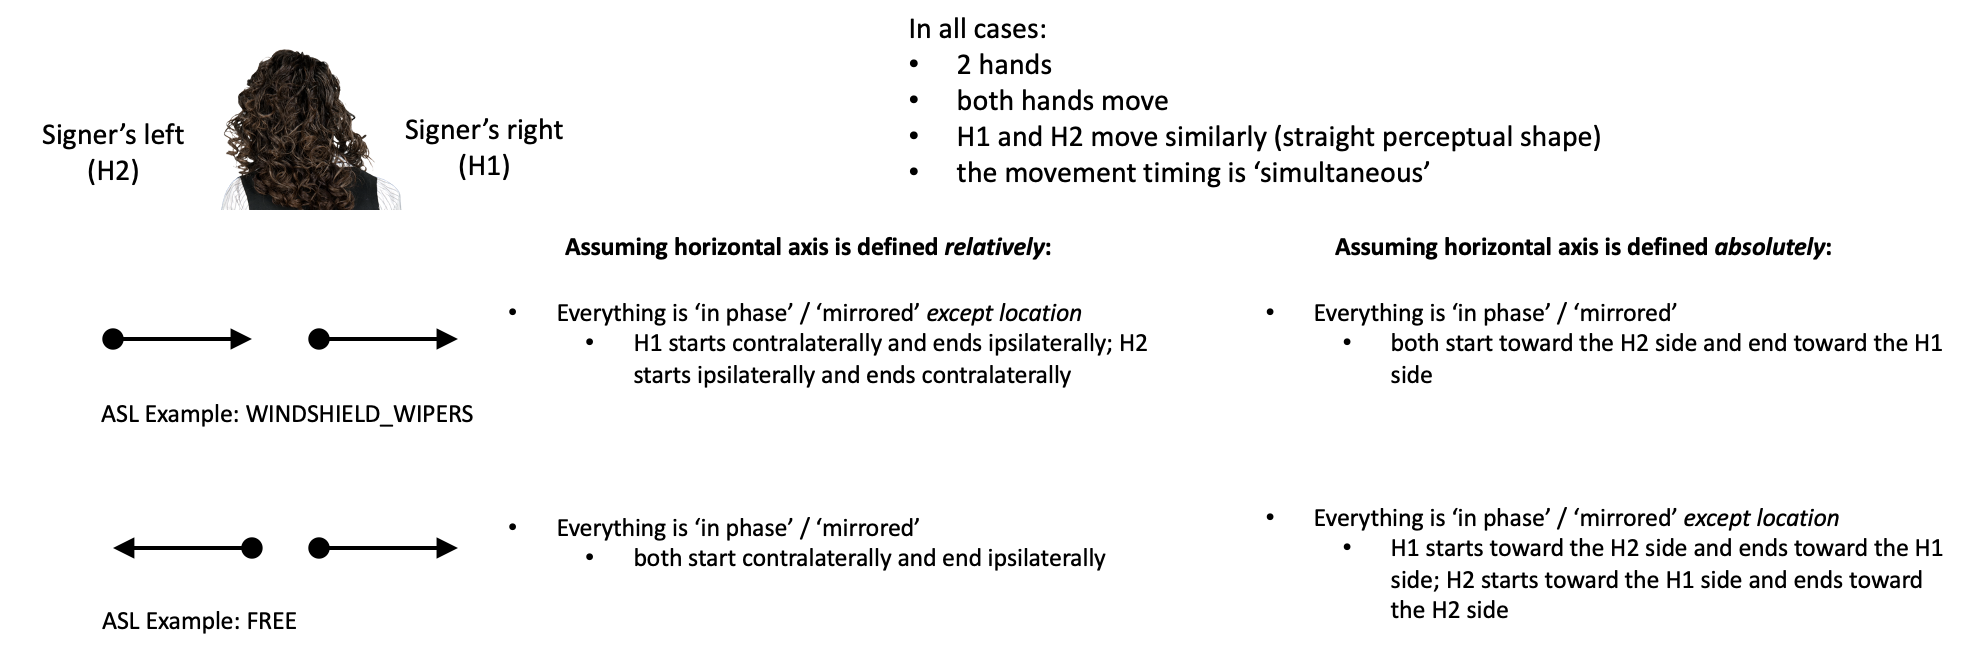 In all cases:
• 2 hands
• both hands move
• H1 and H2 move similarly (straight perceptual shape)
• the movement timing is ‘simultaneous’
Signer’s left
(H2)
Signer’s right
(H1)
Assuming horizontal axis is defined relatively:
Assuming horizontal axis is defined absolutely:
• Everything is ‘in phase’ / ‘mirrored’ except location
• H1 starts contralaterally and ends ipsilaterally; H2
starts ipsilaterally and ends contralaterally
• Everything is ‘in phase’ / ‘mirrored’
• both start toward the H2 side and end toward the H1
side
ASL Example: WINDSHIELD_WIPERS
• Everything is ‘in phase’ / ‘mirrored’
• both start contralaterally and end ipsilaterally
• Everything is ‘in phase’ / ‘mirrored’ except location
• H1 starts toward the H2 side and ends toward the H1
side; H2 starts toward the H1 side and ends toward
the H2 side
ASL Example: FREE